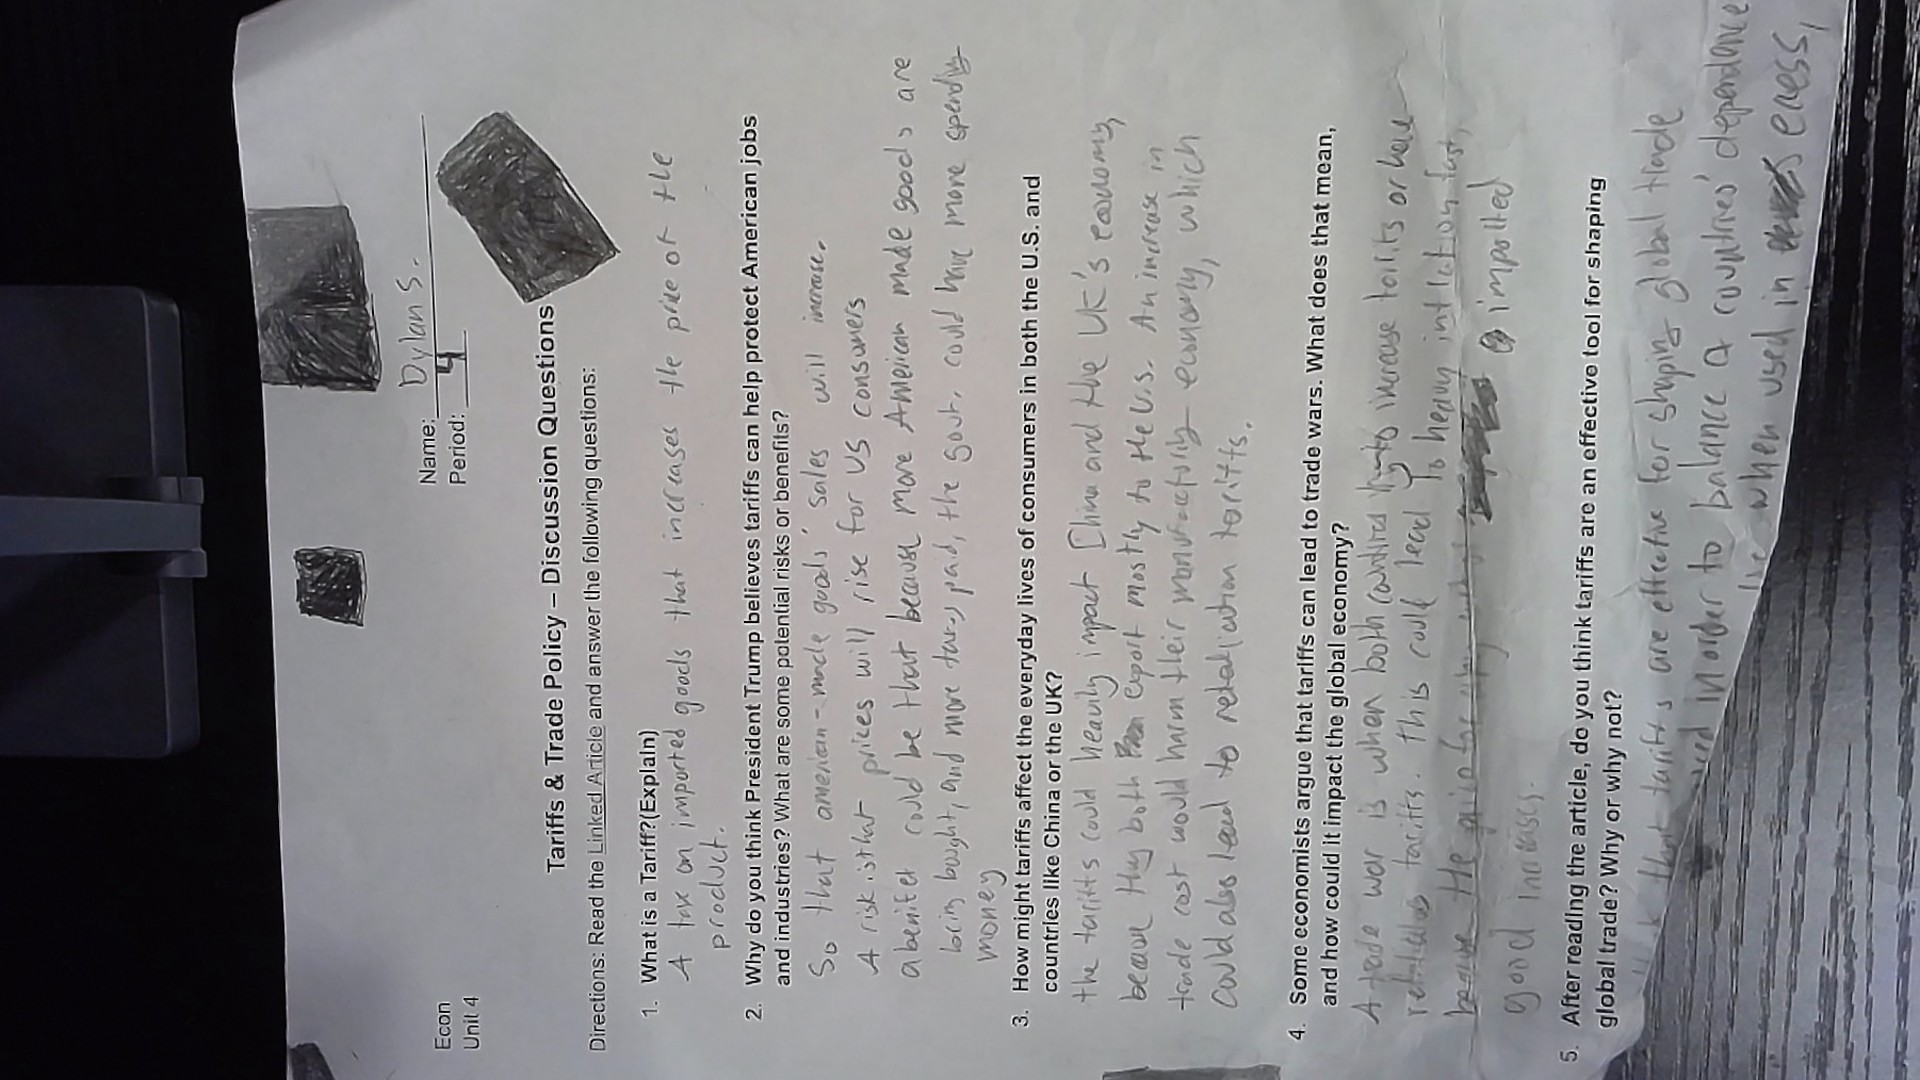 Econ
Unit 4
Name: Dylan S.
Period: 4
Tariffs & Trade Policy – Discussion Questions
Directions: Read the Linked Article and answer the following questions:
1. What is a Tariff?(Explain)
A tax on imported goods that increases the price of the
product.
2. Why do you think President Trump believes tariffs can help protect American jobs
and industries? What are some potential risks or benefits?
So that american-made goods' sales will increase.
A risk is that prices will rise for US consumers
a benifet could be that because more American made goods are
being bought, and more taxes paid, the govt. could have more spending
money
3. How might tariffs affect the everyday lives of consumers in both the U.S. and
countries like China or the UK?
the tariffs could heavily impact China and the UK's economy,
because they both export mostly to the U.S. An increase in
trade cost would harm their economy, which
could also lead to retaliation tariffs.
4. Some economists argue that tariffs can lead to trade wars. What does that mean,
and how could it impact the global economy?
A trade war is when both countries increase tariffs or have
tariffs. this could lead to heavy inflation fast,
because the price for imported
good increases.
5. After reading the article, do you think tariffs are an effective tool for shaping
global trade? Why or why not?
that tariffs are effective for shaping global trade
in order to balance a countries' dependance
when used in excess,